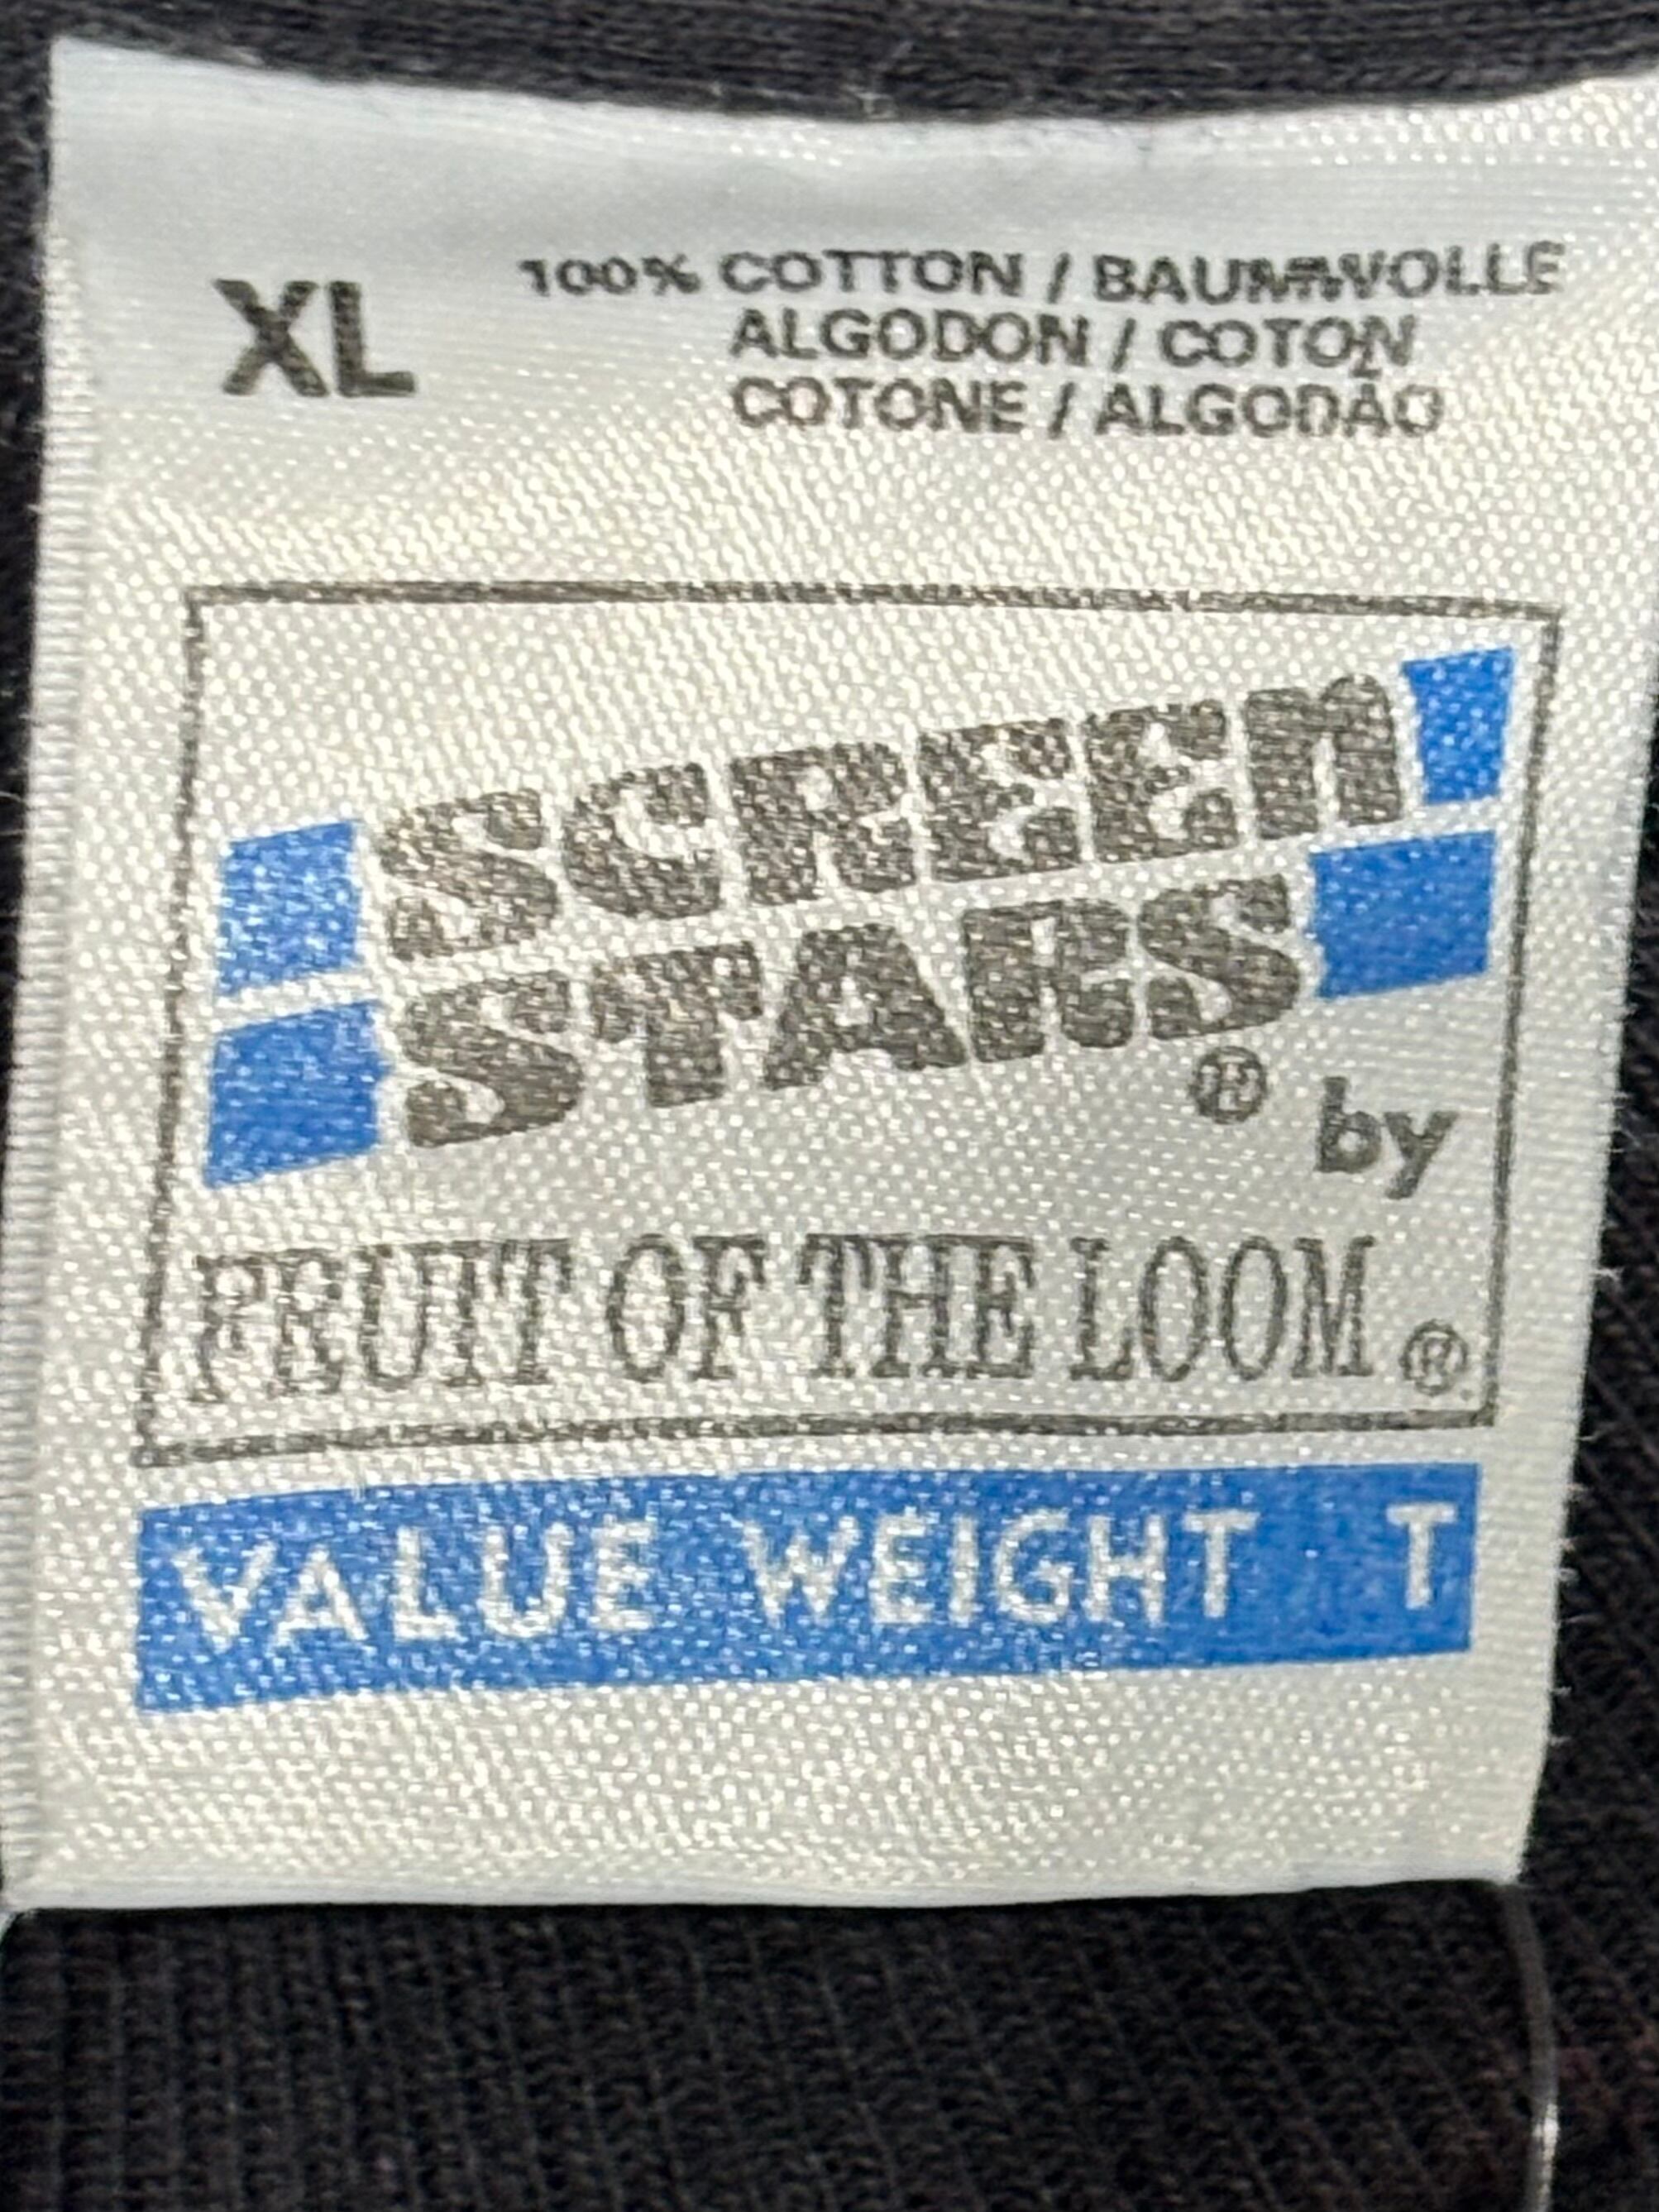 XL
100% COTTON / BAUMWOLLE
ALGODON / COTON
COTONE / ALGODÃO
SCREEN
STARS® by
FRUIT OF THE LOOM®
VALUE WEIGHT T